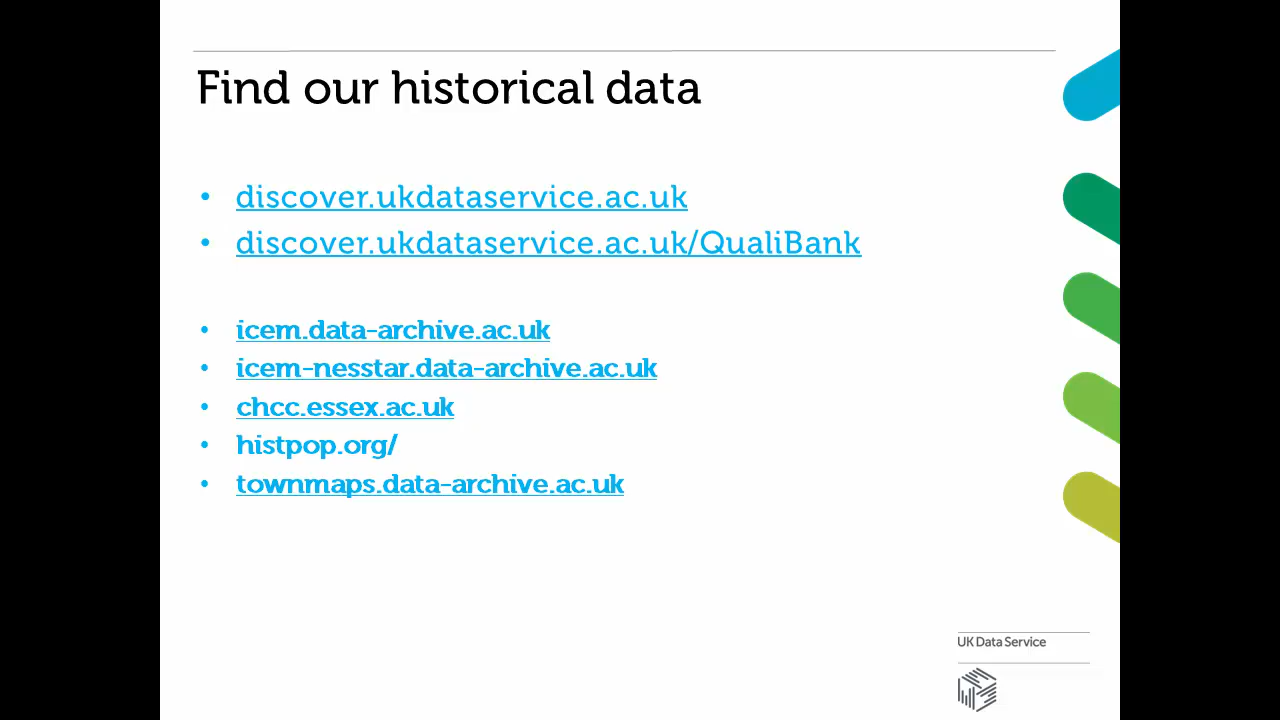 Find our historical data
• discover.ukdataservice.ac.uk
• discover.ukdataservice.ac.uk/QualiBank
• icem.data-archive.ac.uk
• icem-nesstar.data-archive.ac.uk
• chcc.essex.ac.uk
• histpop.org/
• townmaps.data-archive.ac.uk
UK Data Service